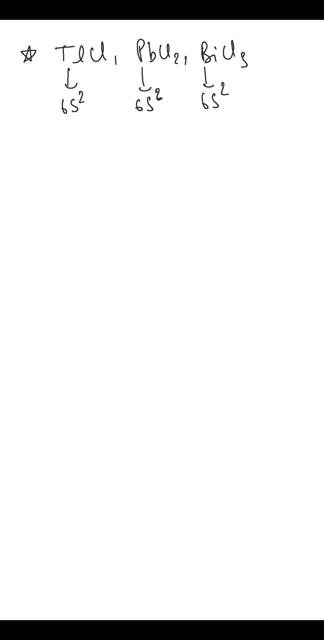 ☆ TlCl, PbCl₂, BiCl₃
↓ ↓ ↓
6s² 6s² 6s²